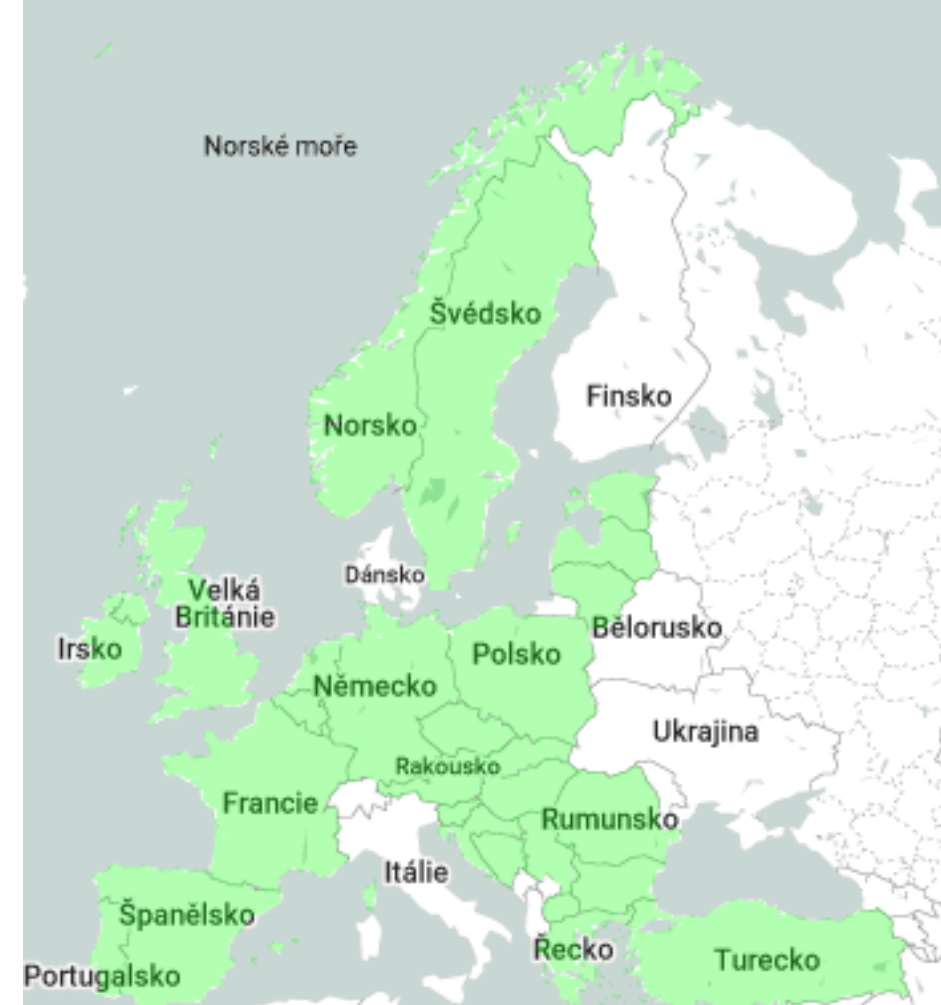 Norské moře
Švédsko
Finsko
Norsko
Dánsko
Velká
Británie
Irsko
Bělorusko
Polsko
Německo
Ukrajina
Rakousko
Francie
Rumunsko
Itálie
Španělsko
Řecko
Turecko
Portugalsko